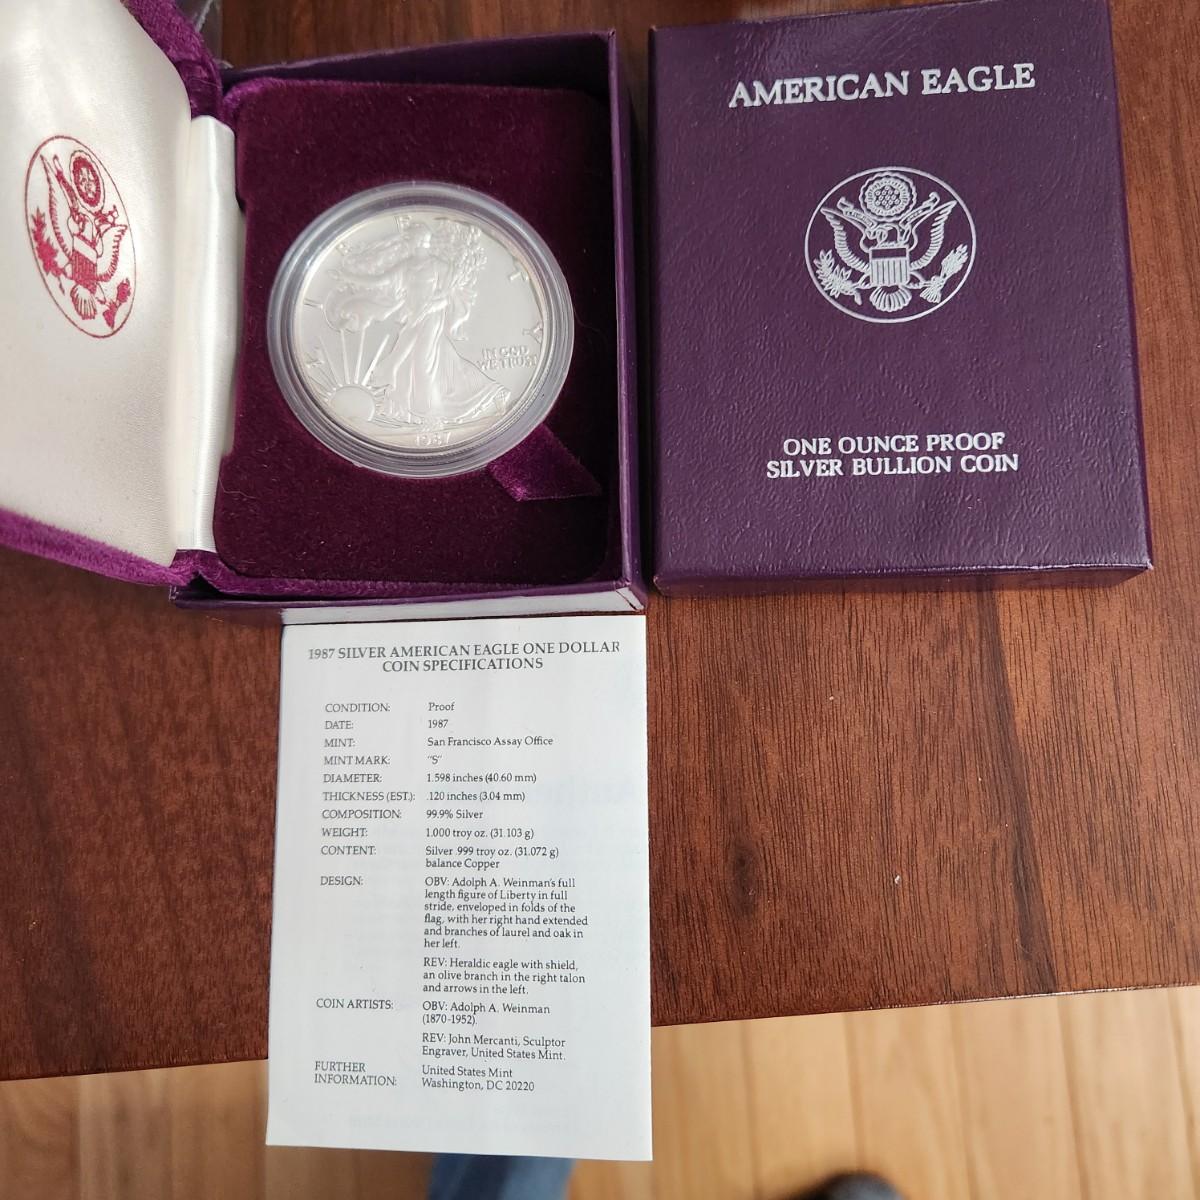 LIBERTY
IN GOD
WE TRUST
1987
AMERICAN EAGLE
ONE OUNCE PROOF
SILVER BULLION COIN
1987 SILVER AMERICAN EAGLE ONE DOLLAR
COIN SPECIFICATIONS
CONDITION: Proof
DATE: 1987
MINT: San Francisco Assay Office
MINT MARK: "S"
DIAMETER: 1.598 inches (40.60 mm)
THICKNESS (EST.): .120 inches (3.04 mm)
COMPOSITION: 99.9% Silver
WEIGHT: 1.000 troy oz. (31.103 g)
CONTENT: Silver .999 troy oz. (31.072 g)
balance Copper
DESIGN: OBV: Adolph A. Weinman's full
length figure of Liberty in full
stride, enveloped in folds of the
flag, with her right hand extended
and branches of laurel and oak in
her left.
REV: Heraldic eagle with shield,
an olive branch in the right talon
and arrows in the left.
COIN ARTISTS: OBV: Adolph A. Weinman
(1870-1952).
REV: John Mercanti, Sculptor
Engraver, United States Mint.
FURTHER
INFORMATION: United States Mint
Washington, DC 20220